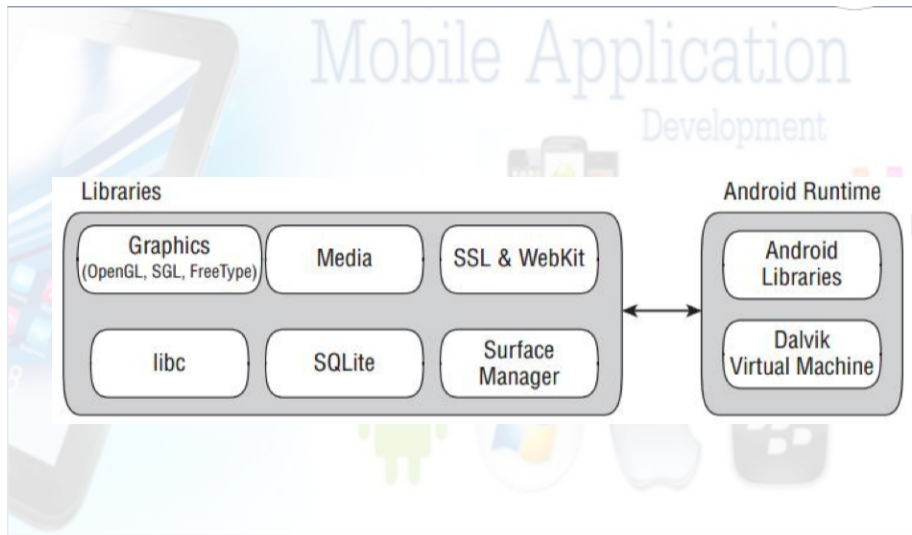 Mobile Application
Development
Libraries
Android Runtime
Graphics
(OpenGL, SGL, FreeType)
Media
SSL & WebKit
Android
Libraries
libc
SQLite
Surface
Manager
Dalvik
Virtual Machine